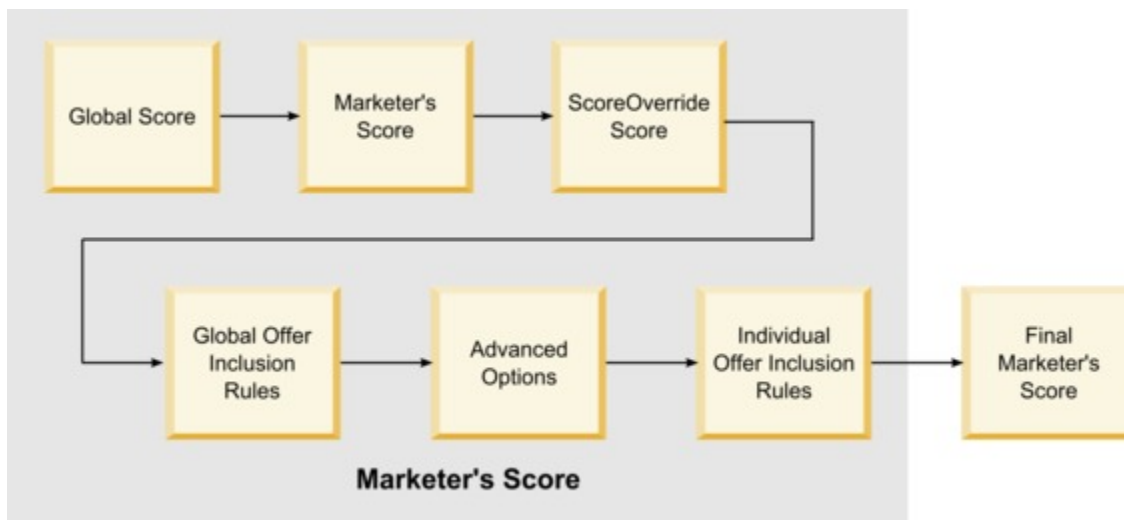 Global Score
Marketer's
Score
ScoreOverride
Score
Global Offer
Inclusion
Rules
Advanced
Options
Individual
Offer Inclusion
Rules
Final
Marketer's
Score
Marketer's Score